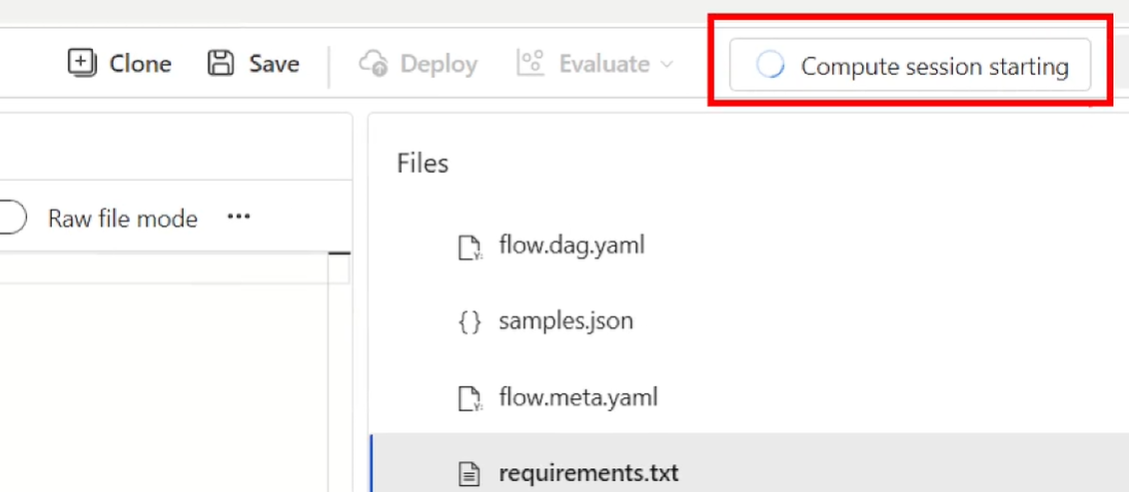 Clone Save Deploy Evaluate Compute session starting
Files
Raw file mode ...
flow.dag.yaml
{} samples.json
flow.meta.yaml
requirements.txt